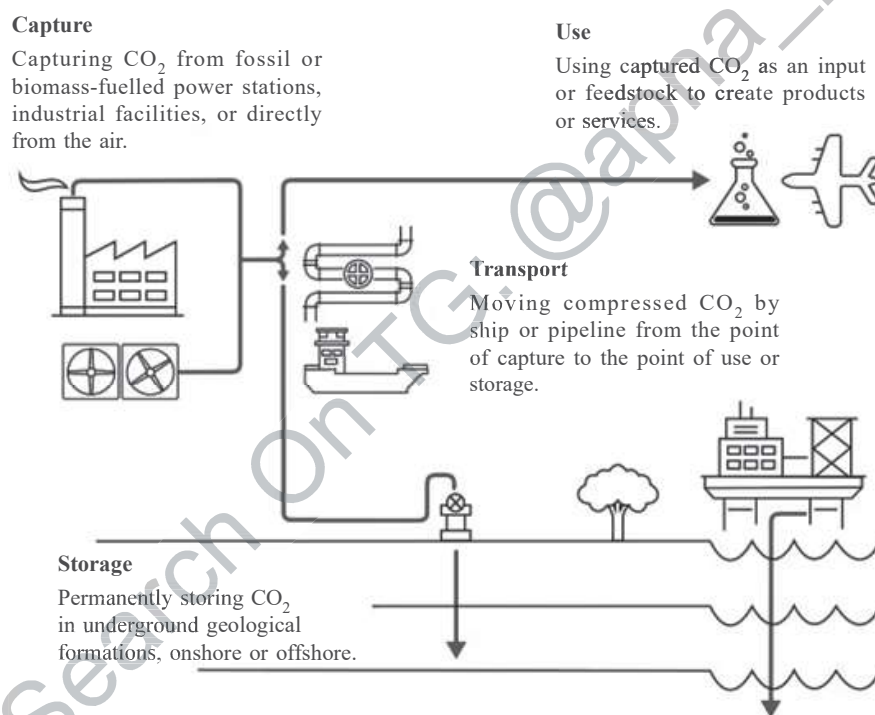 Capture
Capturing CO₂ from fossil or
biomass-fuelled power stations,
industrial facilities, or directly
from the air.
Use
Using captured CO₂ as an input
or feedstock to create products
or services.
Transport
Moving compressed CO₂ by
ship or pipeline from the point
of capture to the point of use or
storage.
Storage
Permanently storing CO₂
in underground geological
formations, onshore or offshore.
Search On TG: @apna_